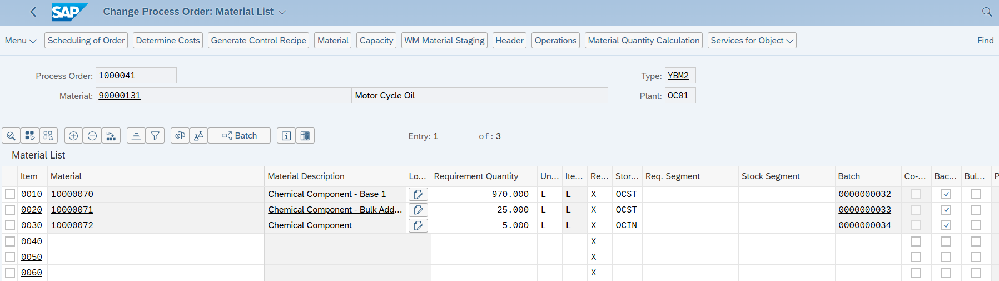 SAP Change Process Order: Material List
Menu Scheduling of Order Determine Costs Generate Control Recipe Material Capacity WM Material Staging Header Operations Material Quantity Calculation Services for Object Find
Process Order: 1000041 Type: YBM2
Material: 90000131 Motor Cycle Oil Plant: OC01
Batch Entry: 1 of: 3
Material List
Item Material Material Description Lo... Requirement Quantity Un... Ite... Re... Stor... Req. Segment Stock Segment Batch Co-... Bac... Bul... P
0010 10000070 Chemical Component - Base 1 970.000 L L X OCST 0000000032
0020 10000071 Chemical Component - Bulk Add... 25.000 L L X OCST 0000000033
0030 10000072 Chemical Component 5.000 L L X OCIN 0000000034
0040 X
0050 X
0060 X